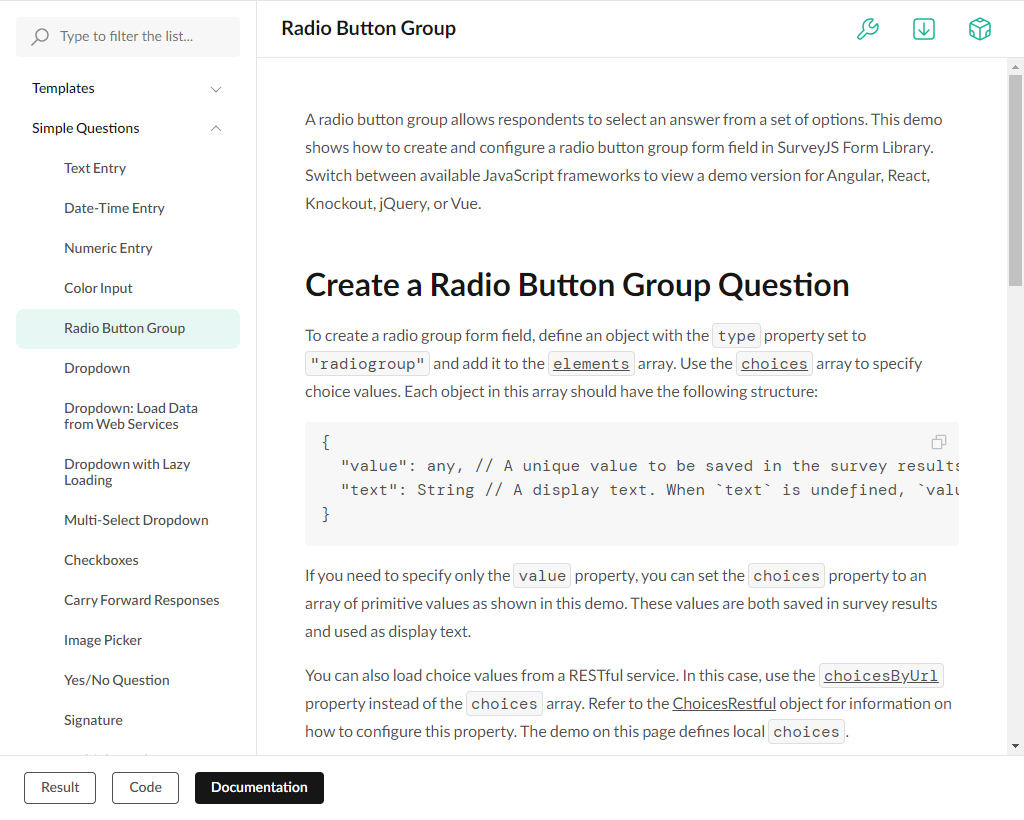 Type to filter the list...
Templates
Simple Questions
Text Entry
Date-Time Entry
Numeric Entry
Color Input
Radio Button Group
Dropdown
Dropdown: Load Data
from Web Services
Dropdown with Lazy
Loading
Multi-Select Dropdown
Checkboxes
Carry Forward Responses
Image Picker
Yes/No Question
Signature
Radio Button Group
A radio button group allows respondents to select an answer from a set of options. This demo
shows how to create and configure a radio button group form field in SurveyJS Form Library.
Switch between available JavaScript frameworks to view a demo version for Angular, React,
Knockout, jQuery, or Vue.
Create a Radio Button Group Question
To create a radio group form field, define an object with the type property set to
"radiogroup" and add it to the elements array. Use the choices array to specify
choice values. Each object in this array should have the following structure:
{
"value": any, // A unique value to be saved in the survey results
"text": String // A display text. When `text` is undefined, `valu
}
If you need to specify only the value property, you can set the choices property to an
array of primitive values as shown in this demo. These values are both saved in survey results
and used as display text.
You can also load choice values from a RESTful service. In this case, use the choicesByUrl
property instead of the choices array. Refer to the ChoicesRestful object for information on
how to configure this property. The demo on this page defines local choices.
Result
Code
Documentation